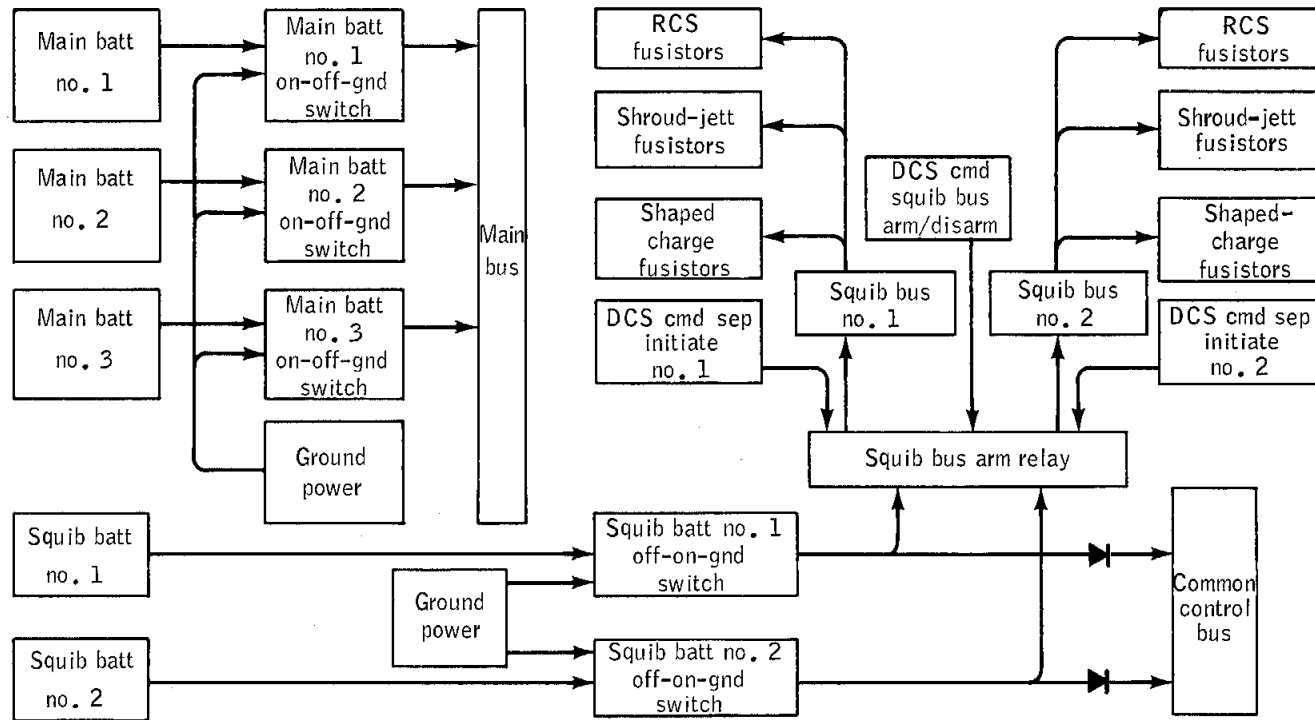 Main batt
no. 1
Main batt
no. 1
on-off-gnd
switch
Main batt
no. 2
Main batt
no. 2
on-off-gnd
switch
Main batt
no. 3
Main batt
no. 3
on-off-gnd
switch
Ground
power
Main
bus
RCS
fusistors
Shroud-jett
fusistors
Shaped
charge
fusistors
DCS cmd sep
initiate
no. 1
DCS cmd
squib bus
arm/disarm
Squib bus
no. 1
Squib bus
no. 2
RCS
fusistors
Shroud-jett
fusistors
Shaped-
charge
fusistors
DCS cmd sep
initiate
no. 2
Squib bus arm relay
Squib batt
no. 1
Squib batt
no. 2
Ground
power
Squib batt no. 1
off-on-gnd
switch
Squib batt no. 2
off-on-gnd
switch
Common
control
bus